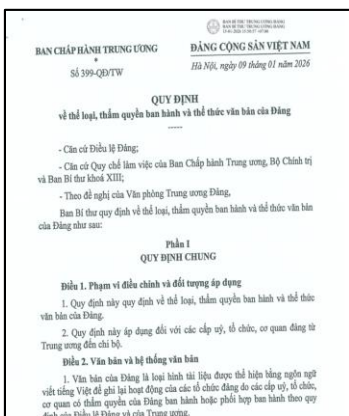 BAN CHẤP HÀNH TRUNG ƯƠNG
*
Số 399-QĐ/TW
ĐẢNG CỘNG SẢN VIỆT NAM
Hà Nội, ngày 09 tháng 01 năm 2026
QUY ĐỊNH
về thể loại, thẩm quyền ban hành và thể thức văn bản của Đảng
-----
- Căn cứ Điều lệ Đảng;
- Căn cứ Quy chế làm việc của Ban Chấp hành Trung ương, Bộ Chính trị
và Ban Bí thư khoá XIII;
- Theo đề nghị của Văn phòng Trung ương Đảng,
Ban Bí thư quy định về thể loại, thẩm quyền ban hành và thể thức văn bản
của Đảng như sau:
Phần I
QUY ĐỊNH CHUNG
Điều 1. Phạm vi điều chỉnh và đối tượng áp dụng
1. Quy định này quy định về thể loại, thẩm quyền ban hành và thể thức
văn bản của Đảng.
2. Quy định này áp dụng đối với các cấp uỷ, tổ chức, cơ quan đảng từ
Trung ương đến chi bộ.
Điều 2. Văn bản và hệ thống văn bản
1. Văn bản của Đảng là loại hình tài liệu được thể hiện bằng ngôn ngữ
viết tiếng Việt để ghi lại hoạt động của các tổ chức đảng do các cấp uỷ, tổ chức,
cơ quan có thẩm quyền của Đảng ban hành hoặc phối hợp ban hành theo quy
định của Điều lệ Đảng và của Trung ương.